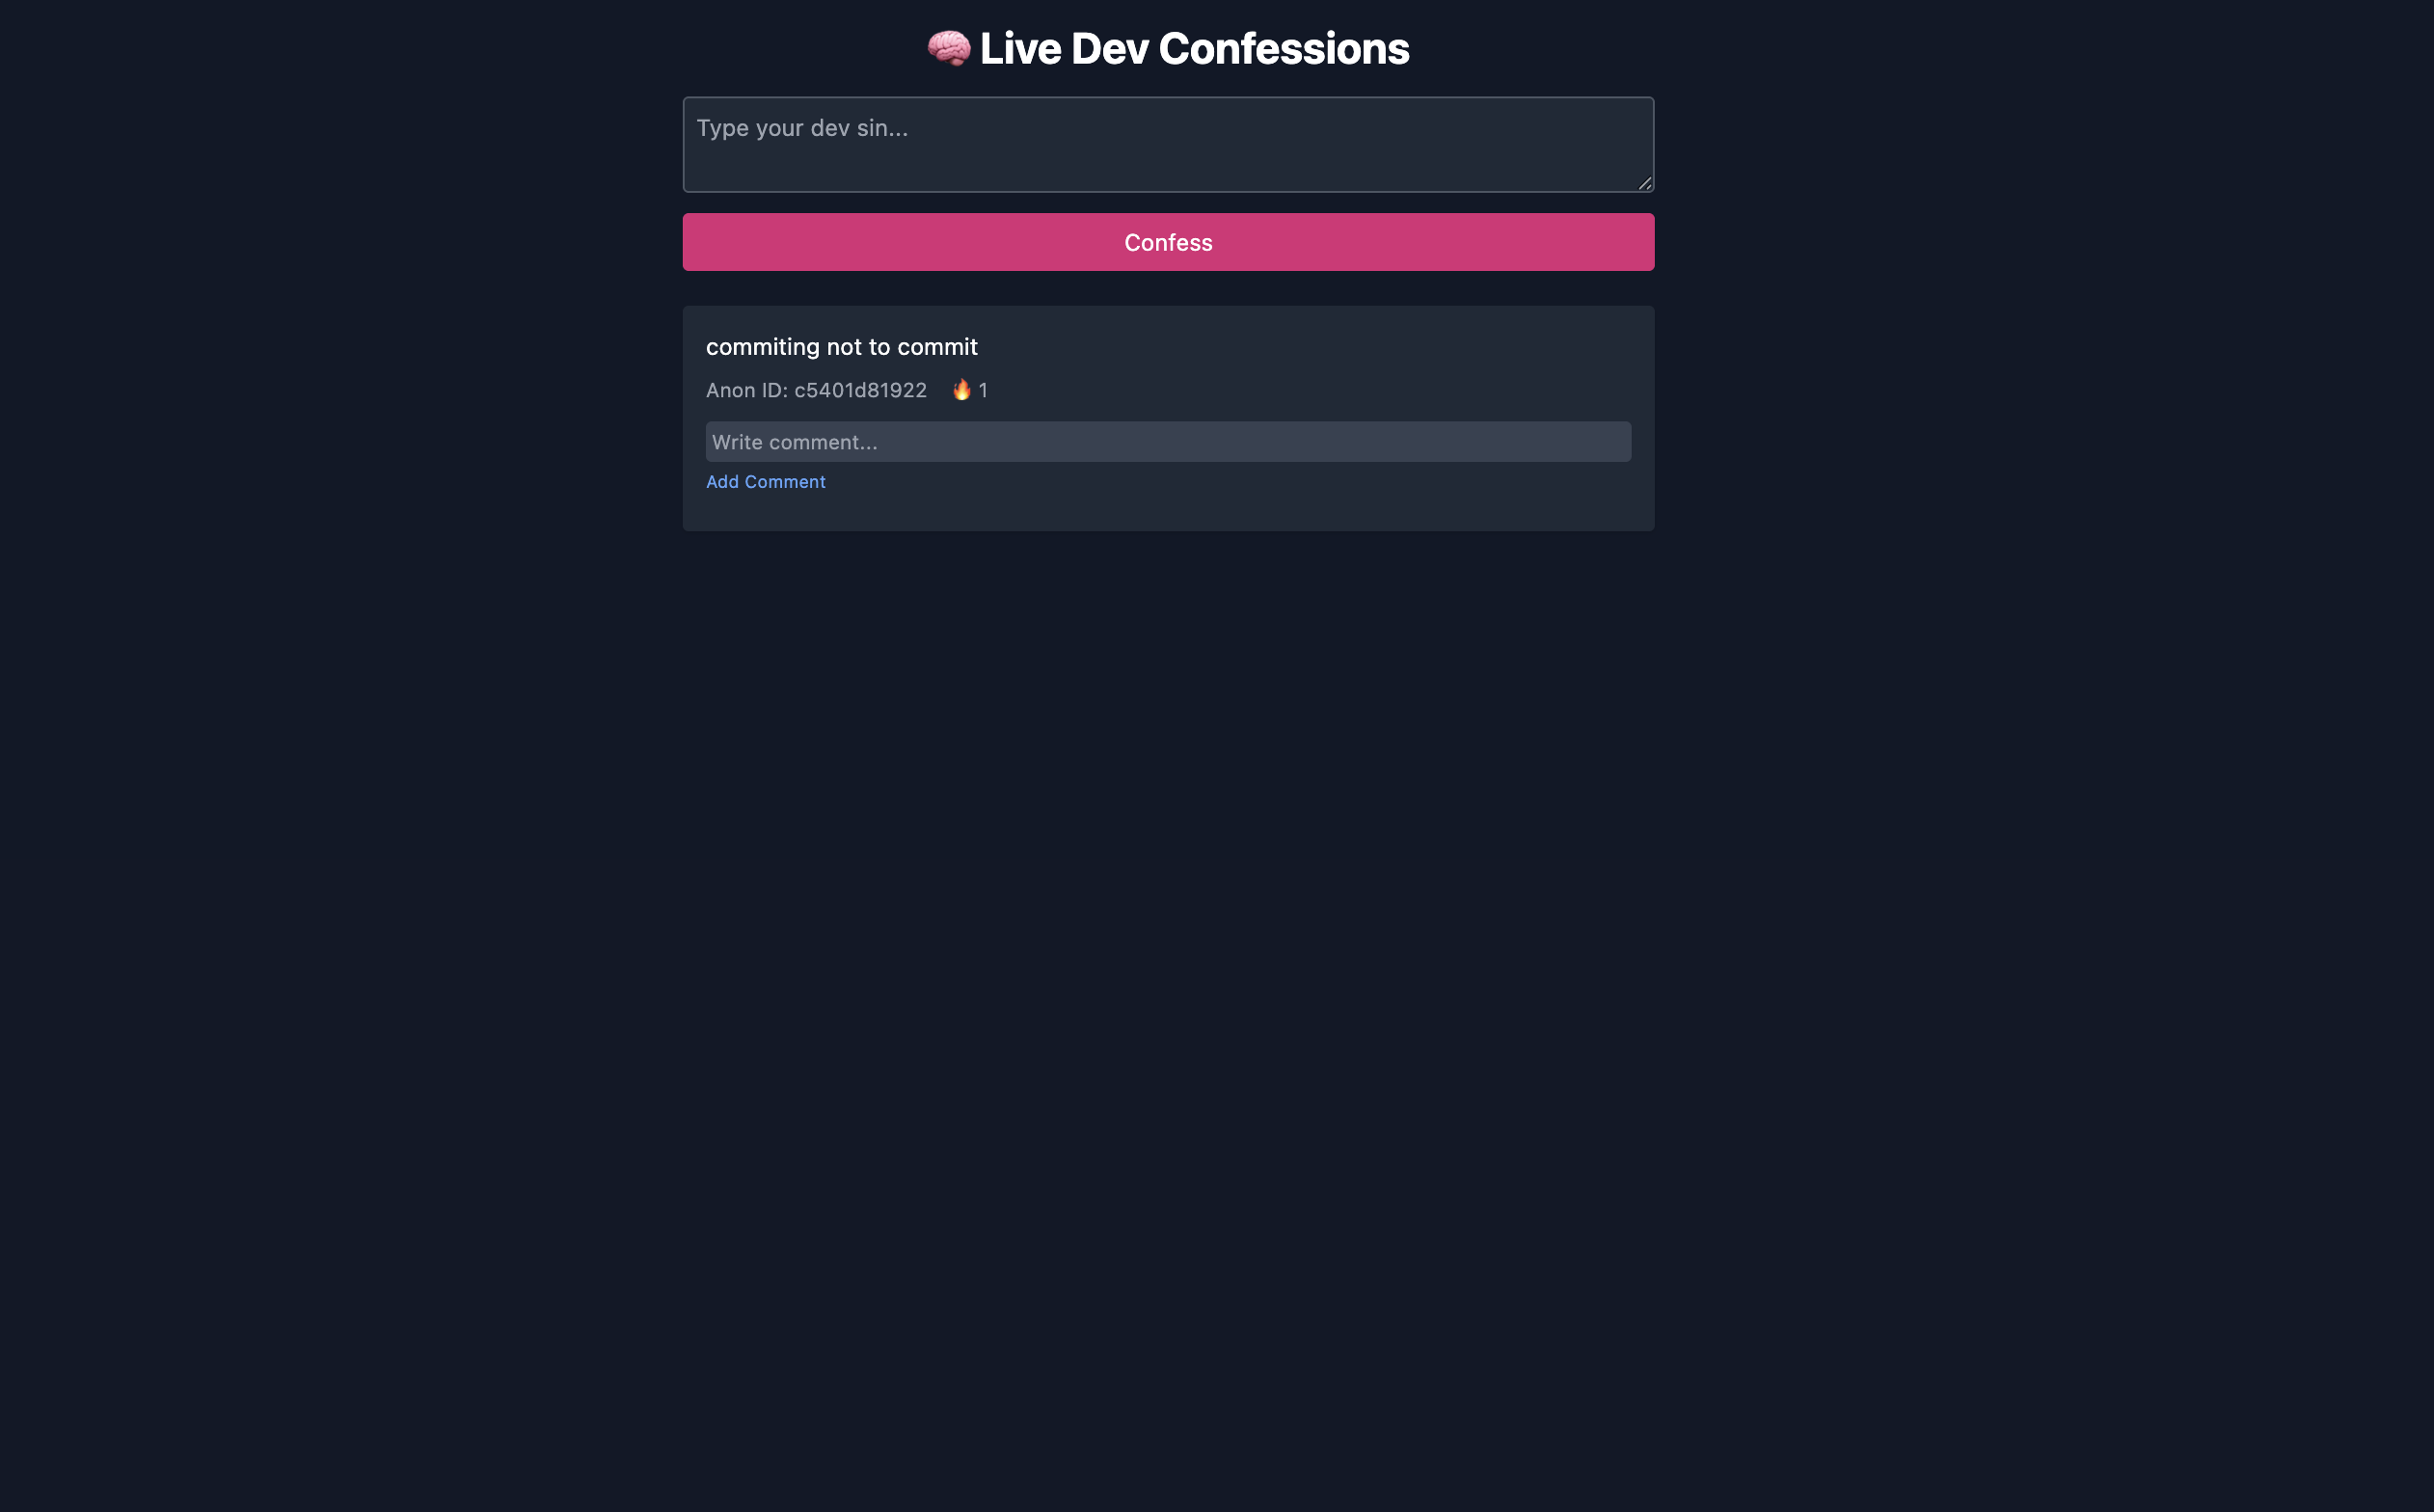 🧠 Live Dev Confessions
Type your dev sin...
Confess
commiting not to commit
Anon ID: c5401d81922 🔥 1
Write comment...
Add Comment